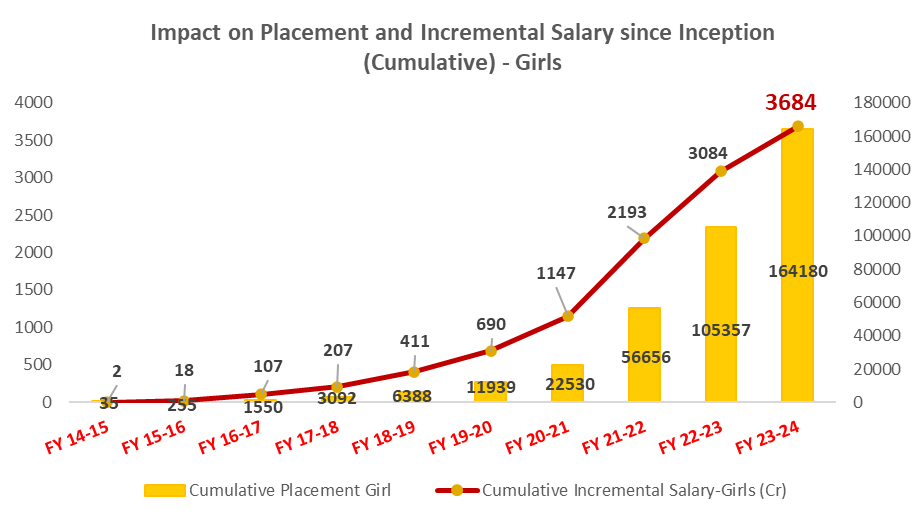 Impact on Placement and Incremental Salary since Inception
(Cumulative) - Girls
4000
3500
3000
2500
2000
1500
1000
500
0
180000
160000
140000
120000
100000
80000
60000
40000
20000
0
2
18
107
207
411
690
1147
2193
3084
3684
35
255
1550
3092
6388
11939
22530
56656
105357
164180
FY 14-15
FY 15-16
FY 16-17
FY 17-18
FY 18-19
FY 19-20
FY 20-21
FY 21-22
FY 22-23
FY 23-24
Cumulative Placement Girl
Cumulative Incremental Salary-Girls (Cr)